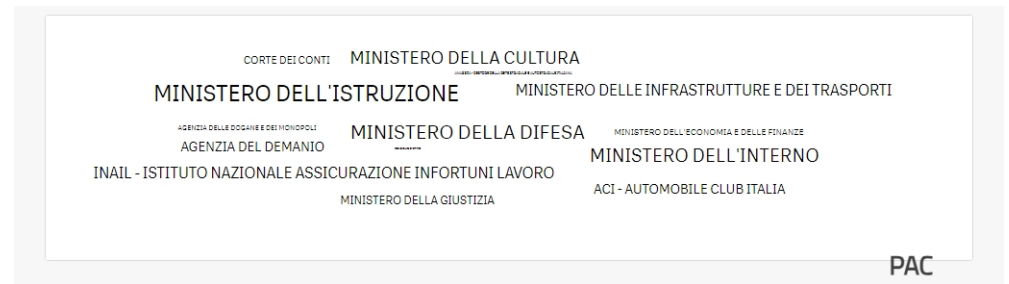 CORTE DEI CONTI
MINISTERO DELLA CULTURA
MINISTERO DELL'ISTRUZIONE
MINISTERO DELLE INFRASTRUTTURE E DEI TRASPORTI
AGENZIA DELLE DOGANE E DEI MONOPOLI
MINISTERO DELLA DIFESA
MINISTERO DELL'ECONOMIA E DELLE FINANZE
AGENZIA DEL DEMANIO
MINISTERO DELL'INTERNO
INAIL - ISTITUTO NAZIONALE ASSICURAZIONE INFORTUNI LAVORO
ACI - AUTOMOBILE CLUB ITALIA
MINISTERO DELLA GIUSTIZIA
PAC